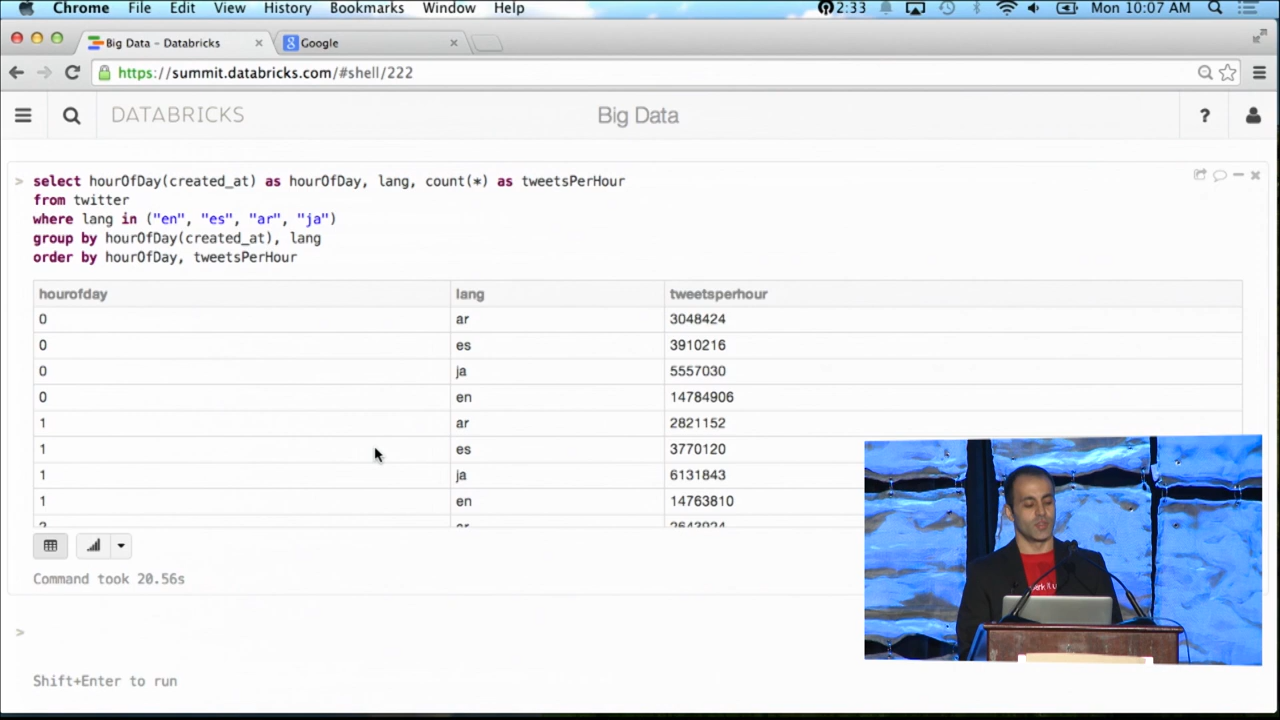 Chrome File Edit View History Bookmarks Window Help 2:33 Mon 10:07 AM
Big Data - Databricks Google
https://summit.databricks.com/#shell/222
DATABRICKS Big Data ?
> select hourOfDay(created_at) as hourOfDay, lang, count(*) as tweetsPerHour
from twitter
where lang in ("en", "es", "ar", "ja")
group by hourOfDay(created_at), lang
order by hourOfDay, tweetsPerHour
hourofday lang tweetsperhour
0 ar 3048424
0 es 3910216
0 ja 5557030
0 en 14784906
1 ar 2821152
1 es 3770120
1 ja 6131843
1 en 14763810
2 ar 2643924
Command took 20.56s
>
Shift+Enter to run